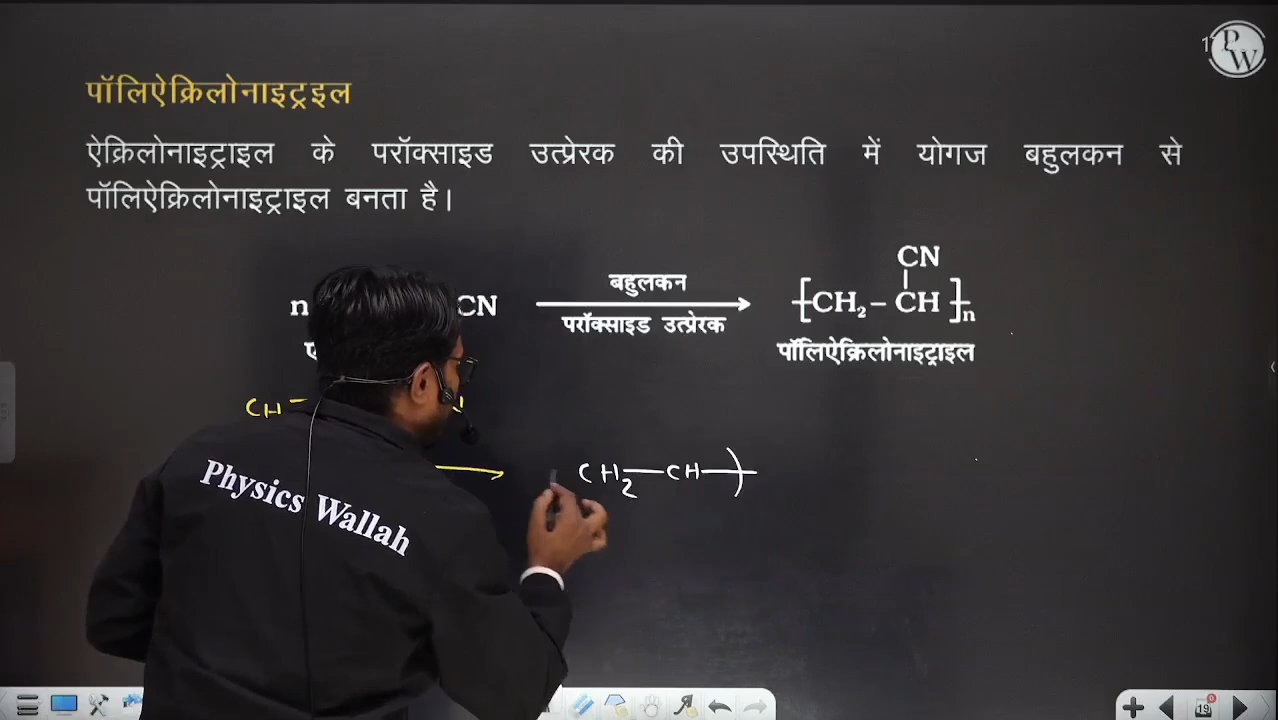 PW
पॉलिऐक्रिलोनाइट्रइल
ऐक्रिलोनाइट्राइल के परॉक्साइड उत्प्रेरक की उपस्थिति में योगज बहुलकन से
पॉलिऐक्रिलोनाइट्राइल बनता है।
CN
n CN बहुलकन [CH₂ – CH]n
परॉक्साइड उत्प्रेरक
पॉलिऐक्रिलोनाइट्राइल
CH
CH₂—CH
Physics Wallah
19